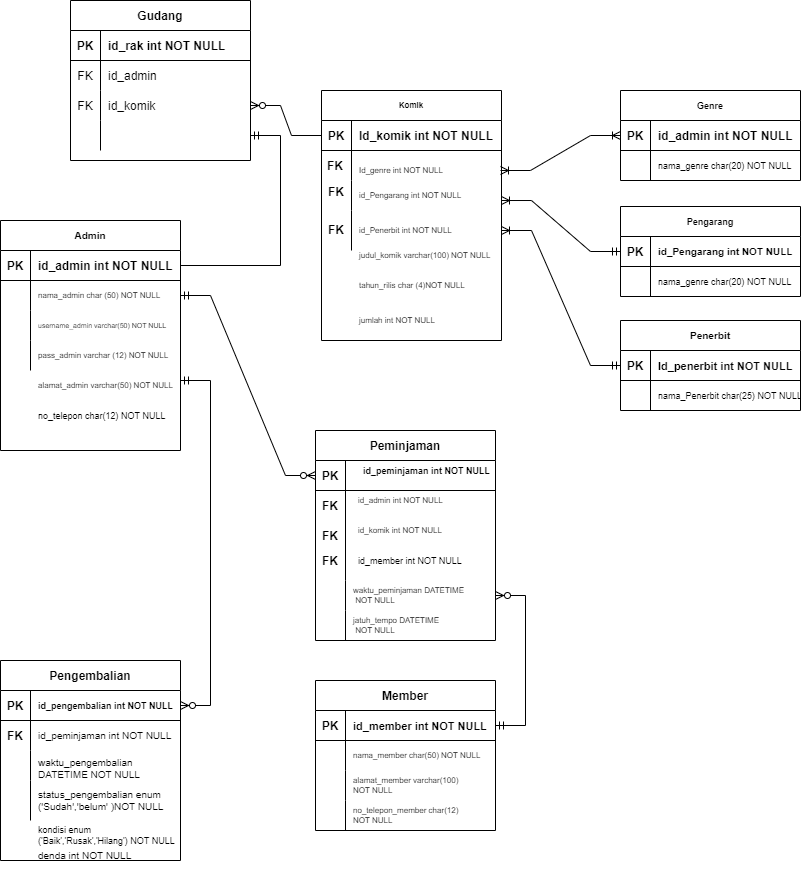 Gudang
PK id_rak int NOT NULL
FK id_admin
FK id_komik
Komik
PK Id_komik int NOT NULL
FK Id_genre int NOT NULL
FK id_Pengarang int NOT NULL
FK id_Penerbit int NOT NULL
judul_komik varchar(100) NOT NULL
tahun_rilis char (4)NOT NULL
jumlah int NOT NULL
Genre
PK id_admin int NOT NULL
nama_genre char(20) NOT NULL
Pengarang
PK id_Pengarang int NOT NULL
nama_genre char(20) NOT NULL
Penerbit
PK Id_penerbit int NOT NULL
nama_Penerbit char(25) NOT NULL
Admin
PK id_admin int NOT NULL
nama_admin char (50) NOT NULL
username_admin varchar(50) NOT NULL
pass_admin varchar (12) NOT NULL
alamat_admin varchar(50) NOT NULL
no_telepon char(12) NOT NULL
Peminjaman
PK id_peminjaman int NOT NULL
FK id_admin int NOT NULL
FK id_komik int NOT NULL
FK id_member int NOT NULL
waktu_peminjaman DATETIME
NOT NULL
jatuh_tempo DATETIME
NOT NULL
Pengembalian
PK id_pengembalian int NOT NULL
FK id_peminjaman int NOT NULL
waktu_pengembalian
DATETIME NOT NULL
status_pengembalian enum
('Sudah','belum' )NOT NULL
kondisi enum
('Baik','Rusak','Hilang') NOT NULL
denda int NOT NULL
Member
PK id_member int NOT NULL
nama_member char(50) NOT NULL
alamat_member varchar(100)
NOT NULL
no_telepon_member char(12)
NOT NULL